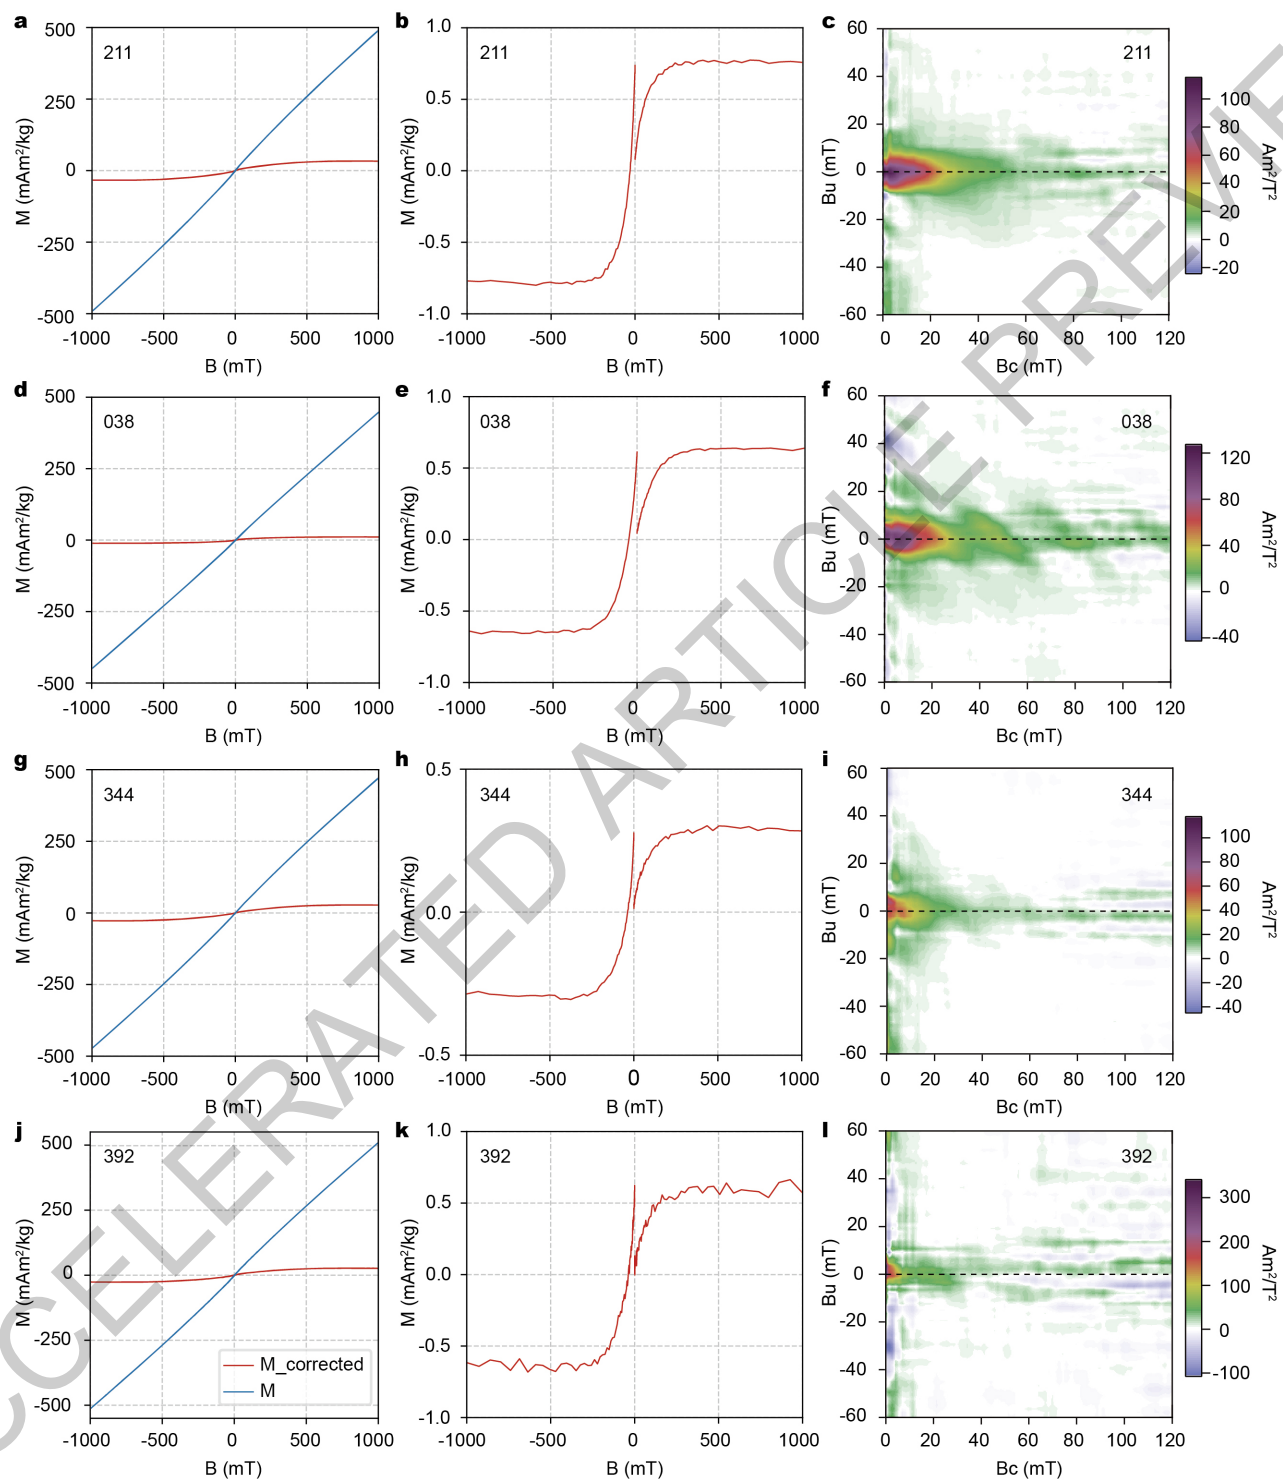 a
211
500
250
0
-250
-500
M (mAm²/kg)
-1000 -500 0 500 1000
B (mT)
b
211
1.0
0.5
0.0
-0.5
-1.0
M (mAm²/kg)
-1000 -500 0 500 1000
B (mT)
c
211
60
40
20
0
-20
-40
-60
Bu (mT)
0 20 40 60 80 100 120
Bc (mT)
100
80
60
40
20
0
-20
Am²/T²
d
038
500
250
0
-250
-500
M (mAm²/kg)
-1000 -500 0 500 1000
B (mT)
e
038
1.0
0.5
0.0
-0.5
-1.0
M (mAm²/kg)
-1000 -500 0 500 1000
B (mT)
f
038
60
40
20
0
-20
-40
-60
Bu (mT)
0 20 40 60 80 100 120
Bc (mT)
120
80
40
0
-40
Am²/T²
g
344
500
250
0
-250
-500
M (mAm²/kg)
-1000 -500 0 500 1000
B (mT)
h
344
0.5
0.0
-0.5
M (mAm²/kg)
-1000 -500 0 500 1000
B (mT)
i
344
60
40
20
0
-20
-40
-60
Bu (mT)
0 20 40 60 80 100 120
Bc (mT)
100
80
60
40
20
0
-20
-40
Am²/T²
j
392
500
250
0
-250
-500
M (mAm²/kg)
M_corrected
M
-1000 -500 0 500 1000
B (mT)
k
392
1.0
0.5
0.0
-0.5
-1.0
M (mAm²/kg)
-1000 -500 0 500 1000
B (mT)
l
392
60
40
20
0
-20
-40
-60
Bu (mT)
0 20 40 60 80 100 120
Bc (mT)
300
200
100
0
-100
Am²/T²
CCELERATED ARTICLE PREVIE